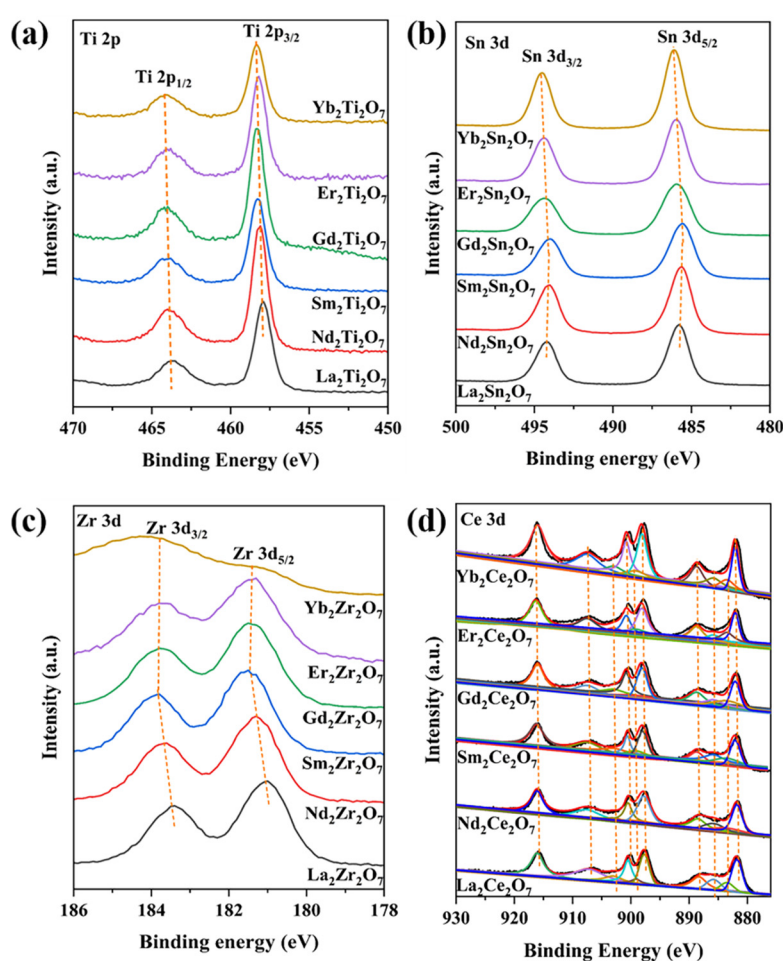 (a)
Ti 2p
Ti 2p₃/₂
Ti 2p₁/₂
Yb₂Ti₂O₇
Er₂Ti₂O₇
Gd₂Ti₂O₇
Sm₂Ti₂O₇
Nd₂Ti₂O₇
La₂Ti₂O₇
Intensity (a.u.)
470 465 460 455 450
Binding Energy (eV)
(b)
Sn 3d
Sn 3d₃/₂
Sn 3d₅/₂
Yb₂Sn₂O₇
Er₂Sn₂O₇
Gd₂Sn₂O₇
Sm₂Sn₂O₇
Nd₂Sn₂O₇
La₂Sn₂O₇
Intensity (a.u.)
500 495 490 485 480
Binding Energy (eV)
(c)
Zr 3d
Zr 3d₃/₂
Zr 3d₅/₂
Yb₂Zr₂O₇
Er₂Zr₂O₇
Gd₂Zr₂O₇
Sm₂Zr₂O₇
Nd₂Zr₂O₇
La₂Zr₂O₇
Intensity (a.u.)
186 184 182 180 178
Binding energy (eV)
(d)
Ce 3d
Yb₂Ce₂O₇
Er₂Ce₂O₇
Gd₂Ce₂O₇
Sm₂Ce₂O₇
Nd₂Ce₂O₇
La₂Ce₂O₇
Intensity (a.u.)
930 920 910 900 890 880
Binding Energy (eV)